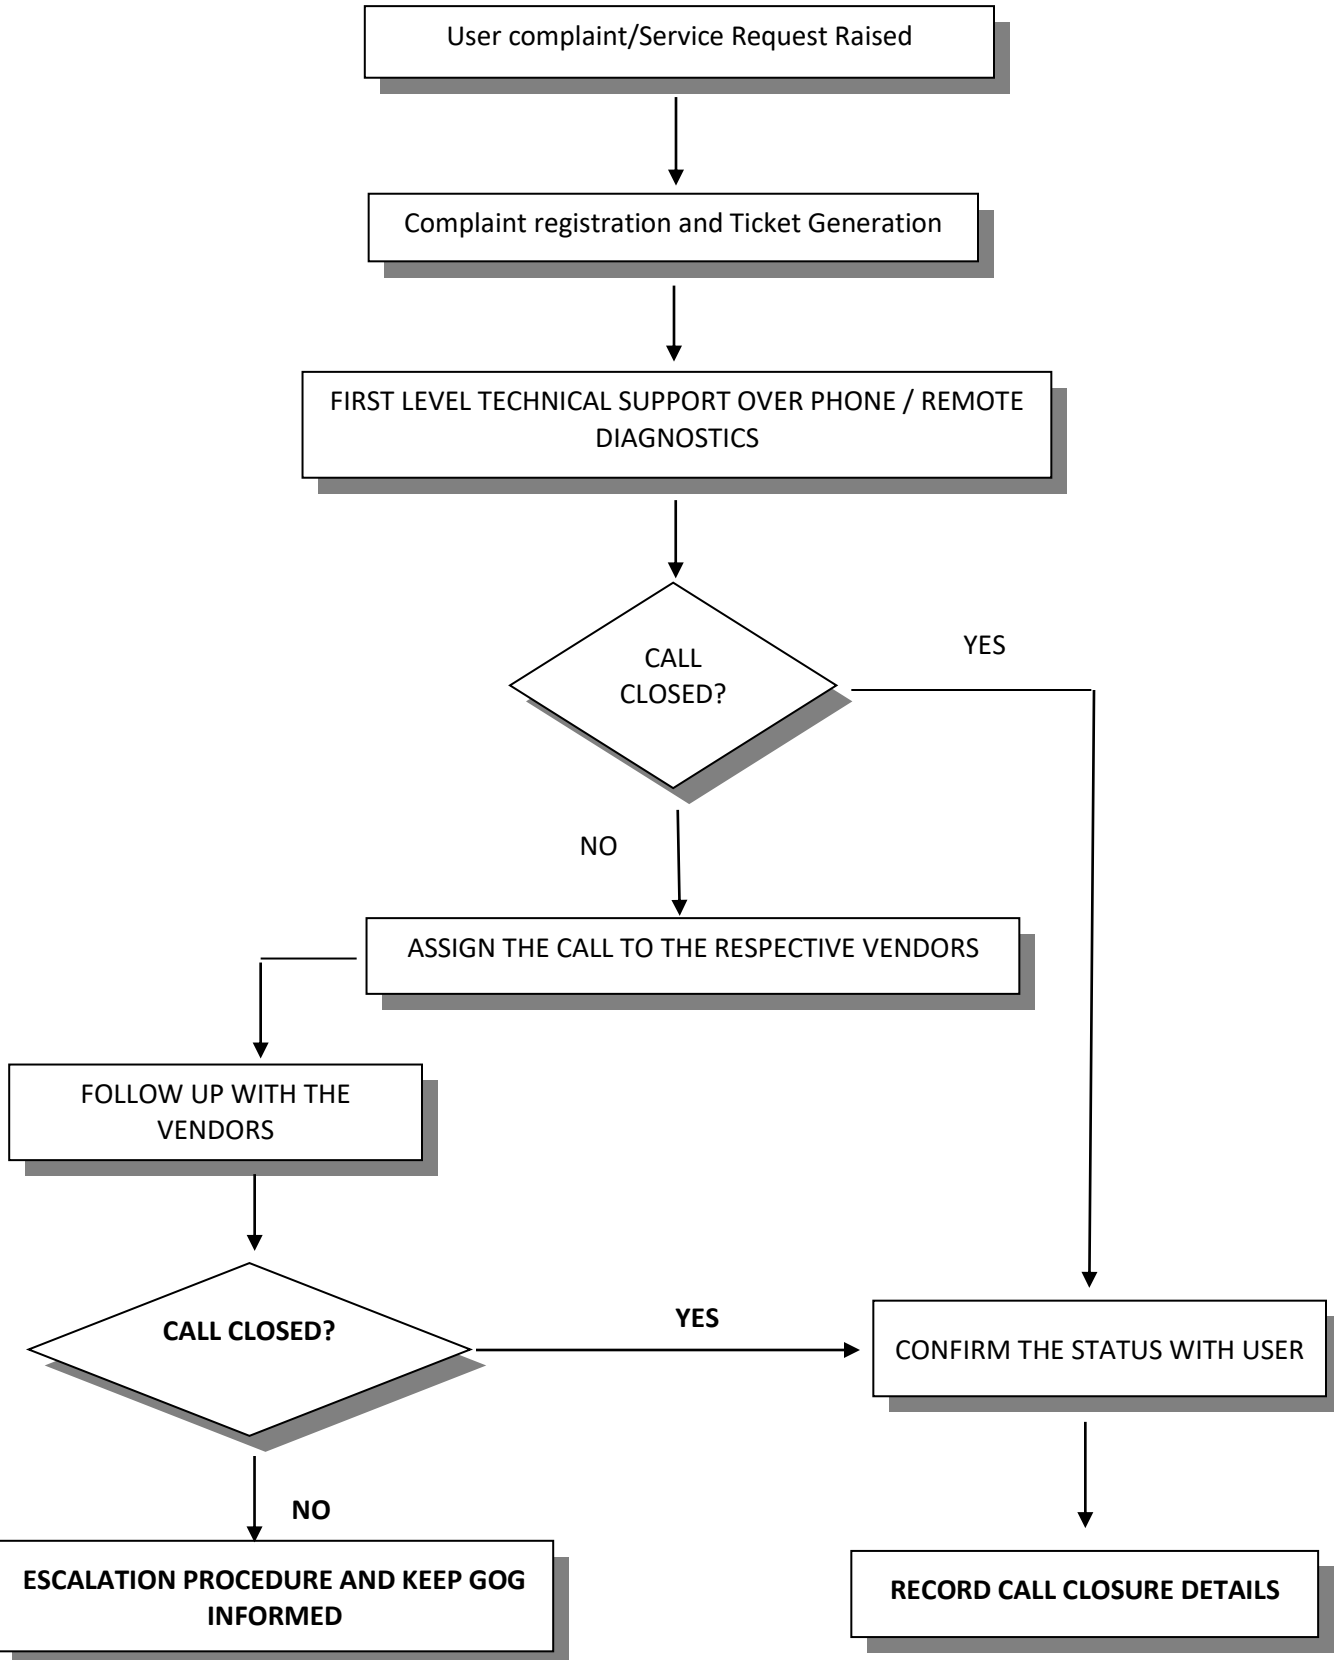 User complaint/Service Request Raised
Complaint registration and Ticket Generation
FIRST LEVEL TECHNICAL SUPPORT OVER PHONE / REMOTE
DIAGNOSTICS
CALL
CLOSED?
YES
NO
ASSIGN THE CALL TO THE RESPECTIVE VENDORS
FOLLOW UP WITH THE
VENDORS
CALL CLOSED?
YES
CONFIRM THE STATUS WITH USER
NO
ESCALATION PROCEDURE AND KEEP GOG
INFORMED
RECORD CALL CLOSURE DETAILS